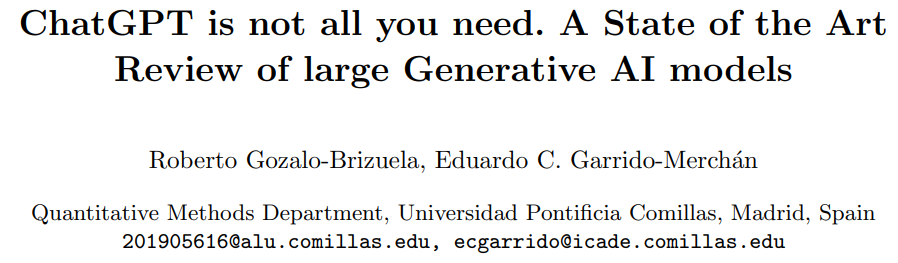 ChatGPT is not all you need. A State of the Art
Review of large Generative AI models
Roberto Gozalo-Brizuela, Eduardo C. Garrido-Merchán
Quantitative Methods Department, Universidad Pontificia Comillas, Madrid, Spain
201905616@alu.comillas.edu, ecgarrido@icade.comillas.edu